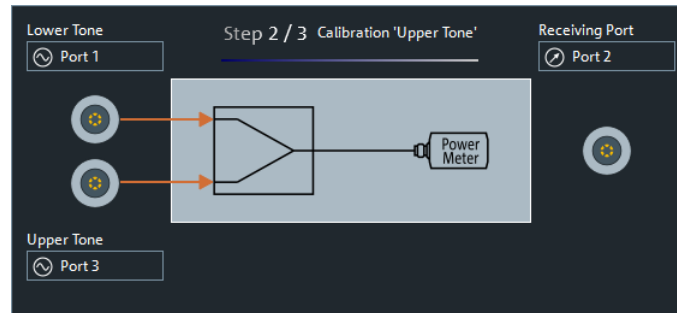 Lower Tone
Step 2 / 3 Calibration 'Upper Tone'
Receiving Port
Port 1
Port 2
Power
Meter
Upper Tone
Port 3